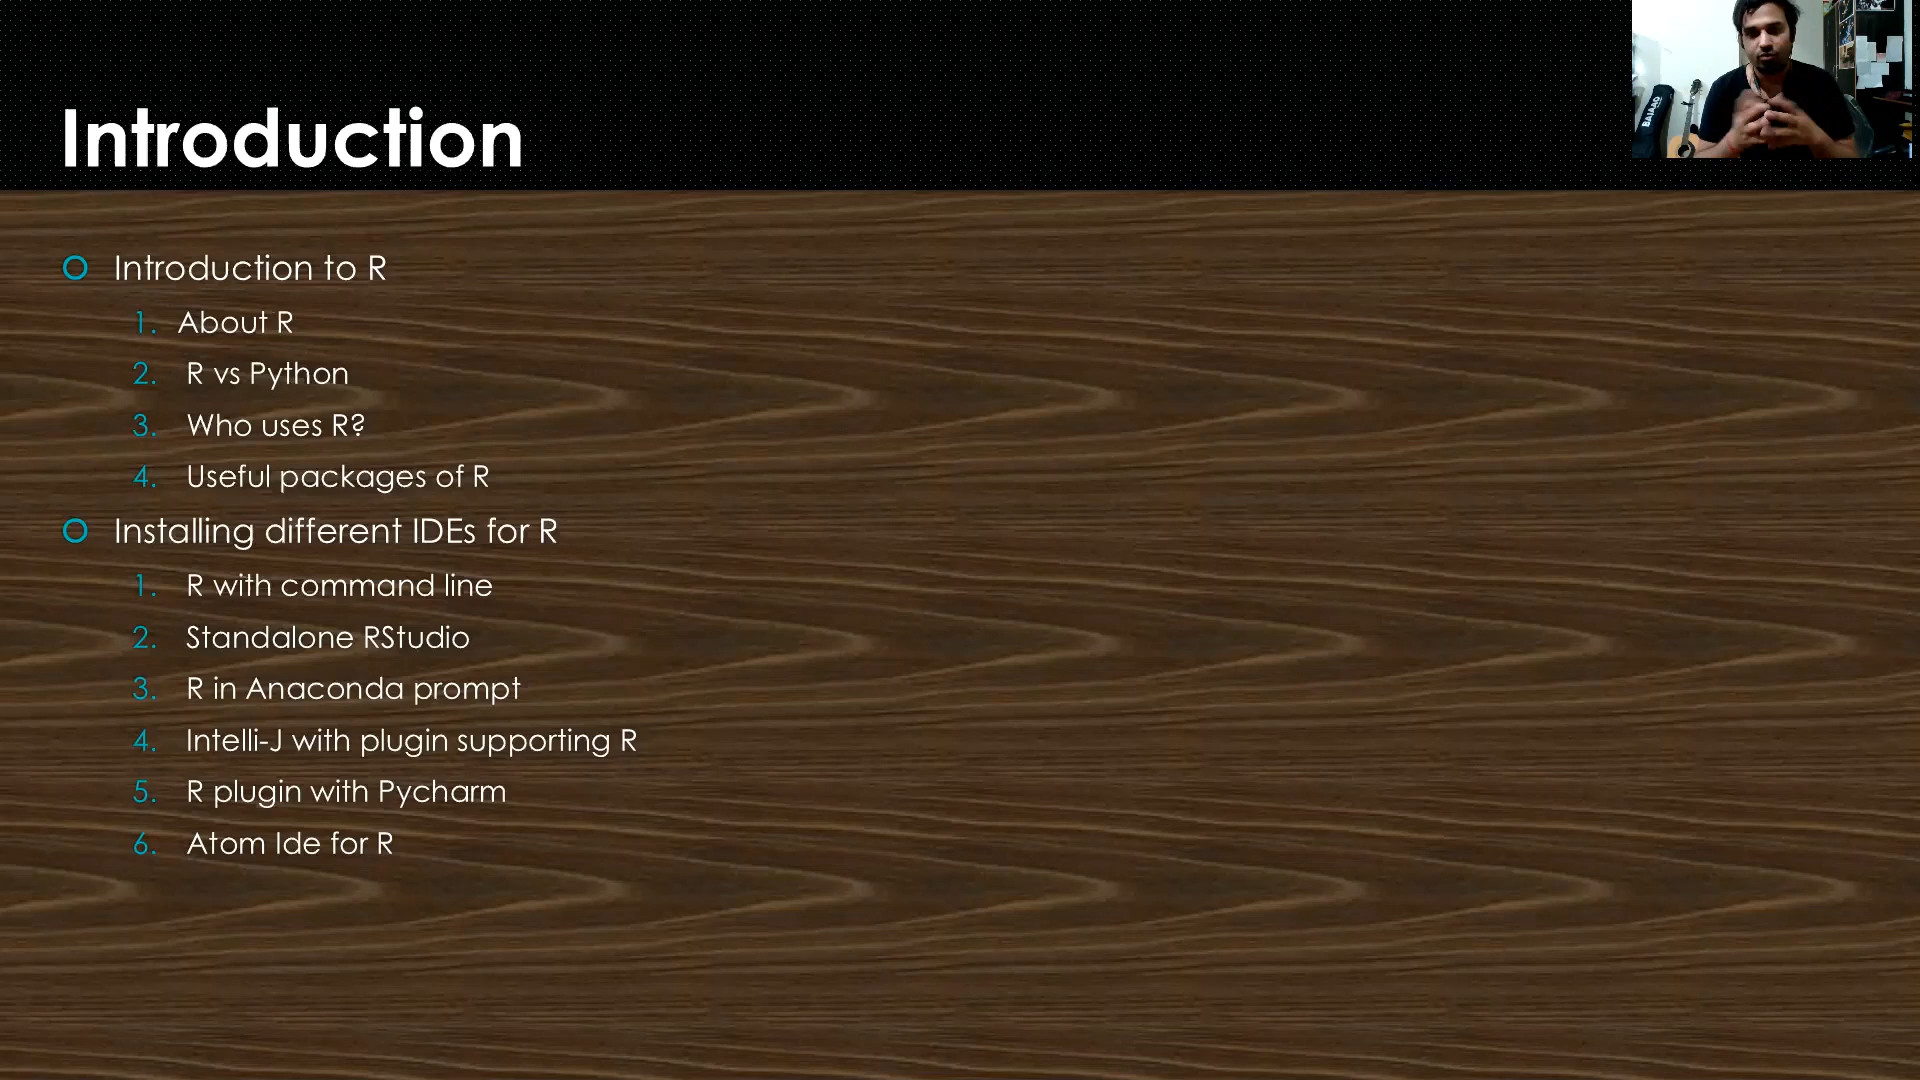 Introduction
BAJAAO
Introduction to R
1. About R
2. R vs Python
3. Who uses R?
4. Useful packages of R
Installing different IDEs for R
1. R with command line
2. Standalone RStudio
3. R in Anaconda prompt
4. Intelli-J with plugin supporting R
5. R plugin with Pycharm
6. Atom Ide for R